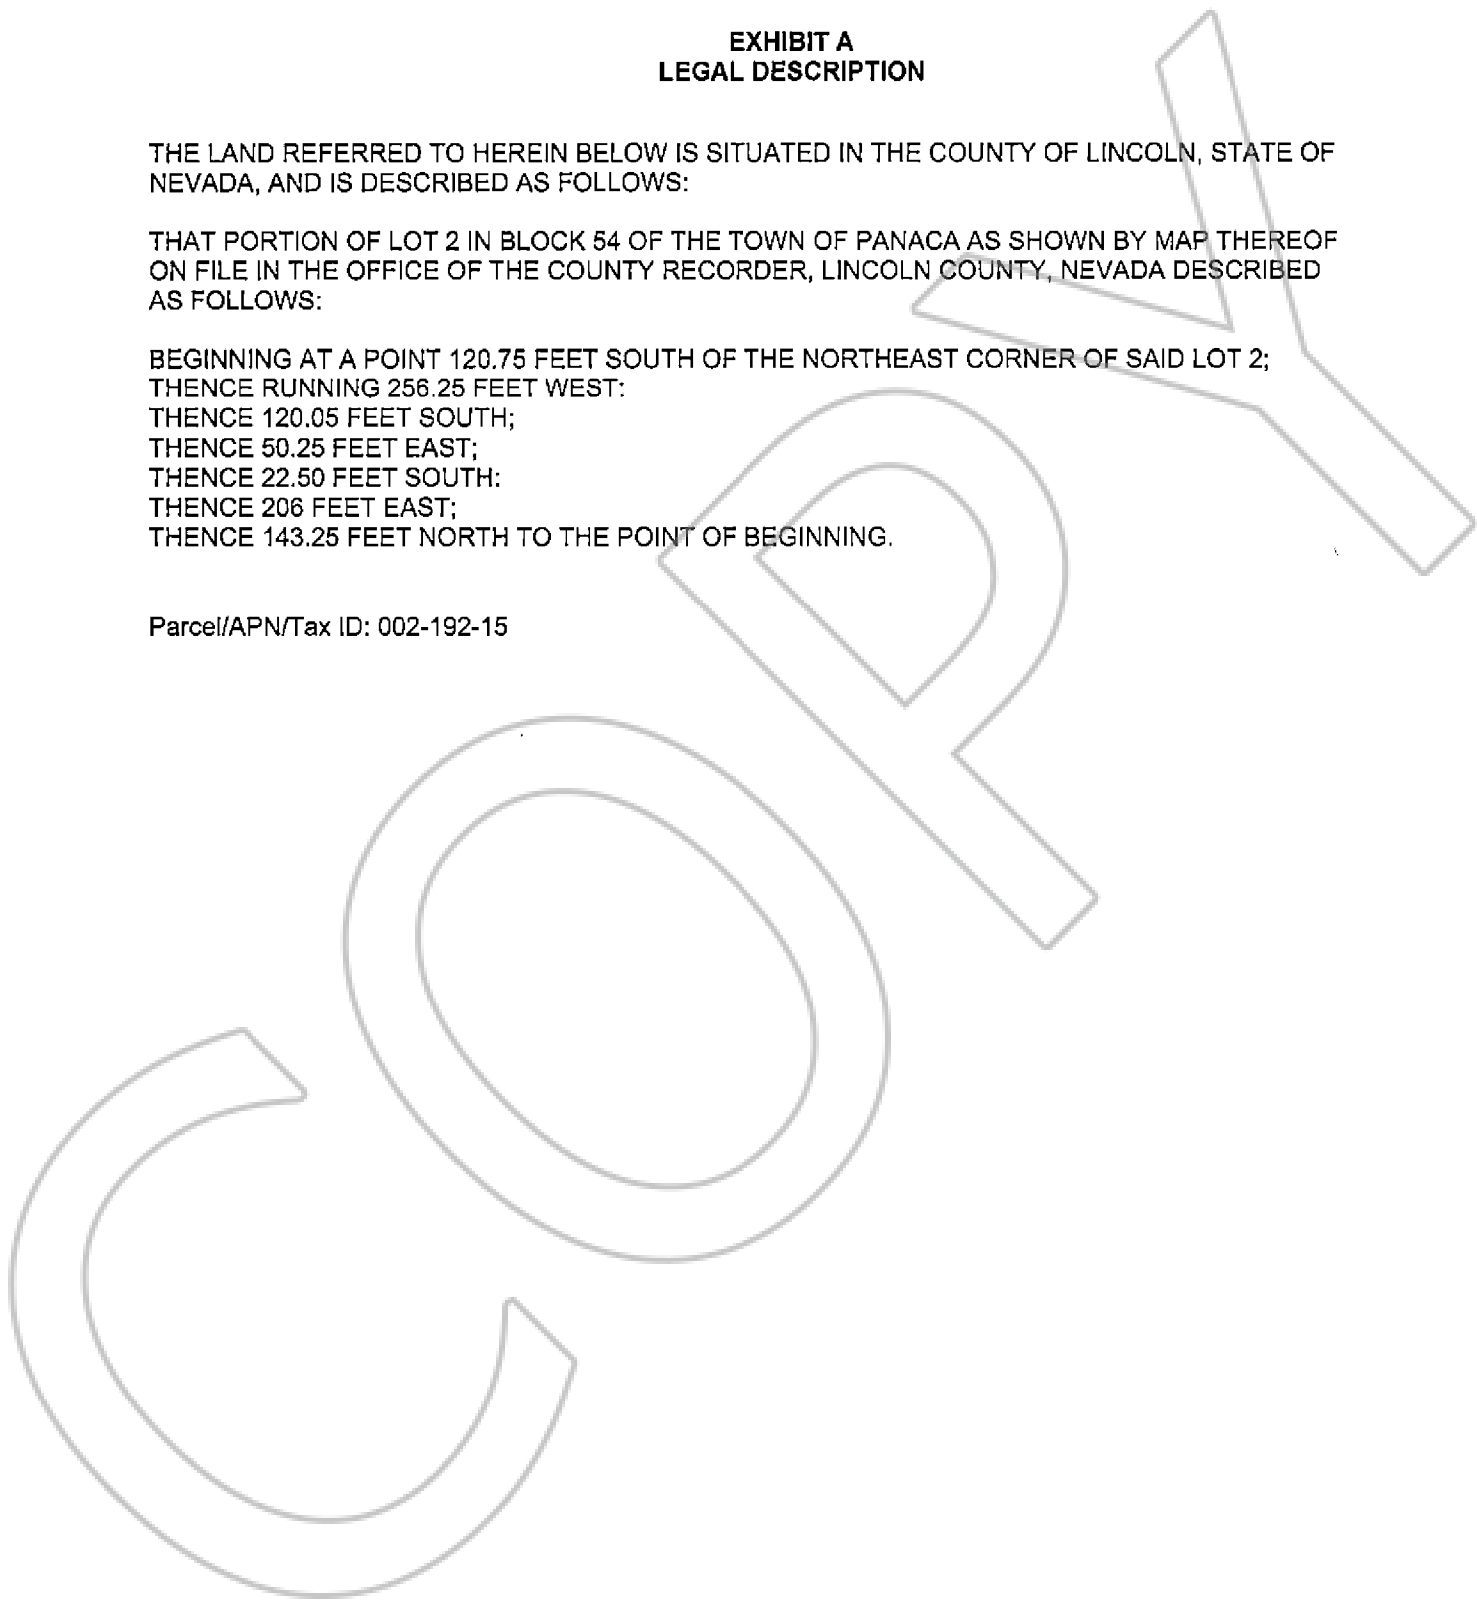 EXHIBIT A
LEGAL DESCRIPTION
THE LAND REFERRED TO HEREIN BELOW IS SITUATED IN THE COUNTY OF LINCOLN, STATE OF
NEVADA, AND IS DESCRIBED AS FOLLOWS:
THAT PORTION OF LOT 2 IN BLOCK 54 OF THE TOWN OF PANACA AS SHOWN BY MAP THEREOF
ON FILE IN THE OFFICE OF THE COUNTY RECORDER, LINCOLN COUNTY, NEVADA DESCRIBED
AS FOLLOWS:
BEGINNING AT A POINT 120.75 FEET SOUTH OF THE NORTHEAST CORNER OF SAID LOT 2;
THENCE RUNNING 256.25 FEET WEST:
THENCE 120.05 FEET SOUTH;
THENCE 50.25 FEET EAST;
THENCE 22.50 FEET SOUTH:
THENCE 206 FEET EAST;
THENCE 143.25 FEET NORTH TO THE POINT OF BEGINNING.
Parcel/APN/Tax ID: 002-192-15
COPY